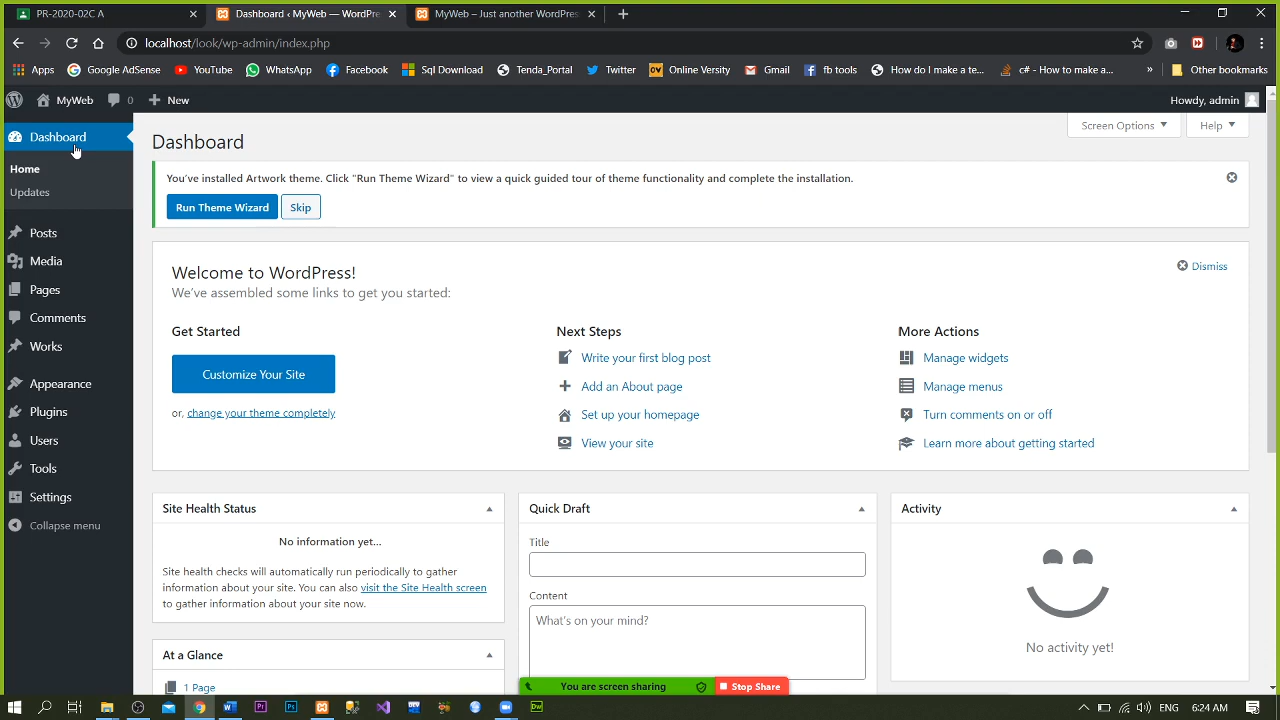 PR-2020-02C A
Dashboard ‹ MyWeb — WordPre
MyWeb – Just another WordPres
localhost/look/wp-admin/index.php
Apps
Google AdSense
YouTube
WhatsApp
Facebook
Sql Download
Tenda_Portal
Twitter
Online Versity
Gmail
fb tools
How do I make a te...
c# - How to make a...
»
Other bookmarks
MyWeb
0
New
Howdy, admin
Dashboard
Home
Updates
Posts
Media
Pages
Comments
Works
Appearance
Plugins
Users
Tools
Settings
Collapse menu
Dashboard
Screen Options
Help
You've installed Artwork theme. Click "Run Theme Wizard" to view a quick guided tour of theme functionality and complete the installation.
Run Theme Wizard
Skip
Welcome to WordPress!
Dismiss
We've assembled some links to get you started:
Get Started
Customize Your Site
or, change your theme completely
Next Steps
Write your first blog post
Add an About page
Set up your homepage
View your site
More Actions
Manage widgets
Manage menus
Turn comments on or off
Learn more about getting started
Site Health Status
No information yet...
Site health checks will automatically run periodically to gather
information about your site. You can also visit the Site Health screen
to gather information about your site now.
At a Glance
1 Page
Quick Draft
Title
Content
What's on your mind?
Activity
No activity yet!
You are screen sharing
Stop Share
ENG
6:24 AM